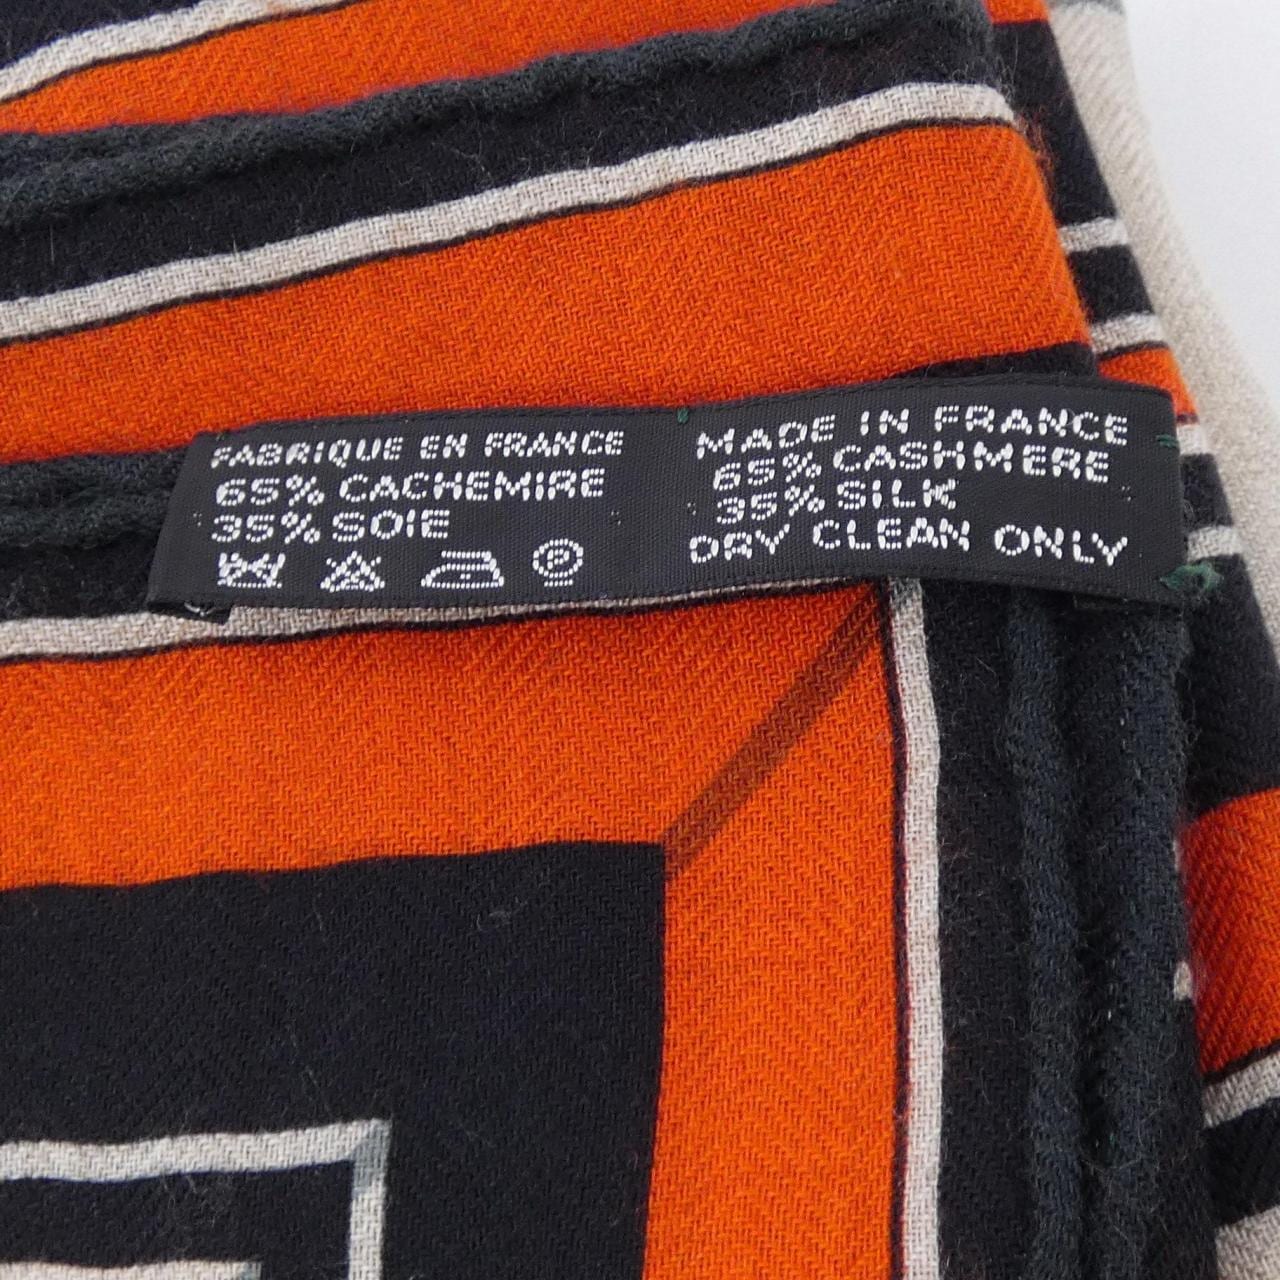 FABRIQUE EN FRANCE
65% CACHEMIRE
35% SOIE
P
MADE IN FRANCE
65% CASHMERE
35% SILK
DRY CLEAN ONLY